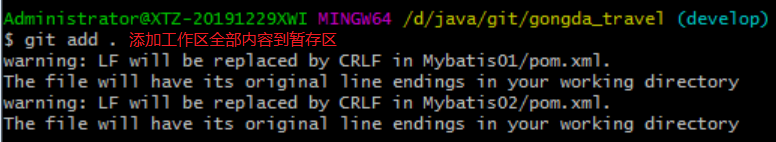 Administrator@XTZ-20191229XWI MINGW64 /d/java/git/gongda_travel (develop)
$ git add . 添加工作区全部内容到暂存区
warning: LF will be replaced by CRLF in Mybatis01/pom.xml.
The file will have its original line endings in your working directory
warning: LF will be replaced by CRLF in Mybatis02/pom.xml.
The file will have its original line endings in your working directory